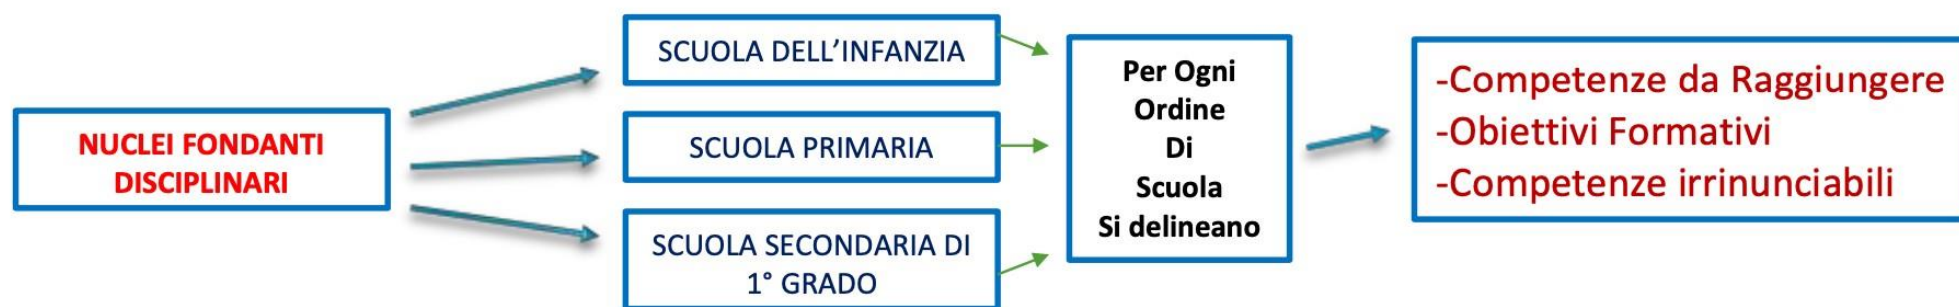 NUCLEI FONDANTI
DISCIPLINARI
SCUOLA DELL’INFANZIA
SCUOLA PRIMARIA
SCUOLA SECONDARIA DI
1° GRADO
Per Ogni
Ordine
Di
Scuola
Si delineano
-Competenze da Raggiungere
-Obiettivi Formativi
-Competenze irrinunciabili